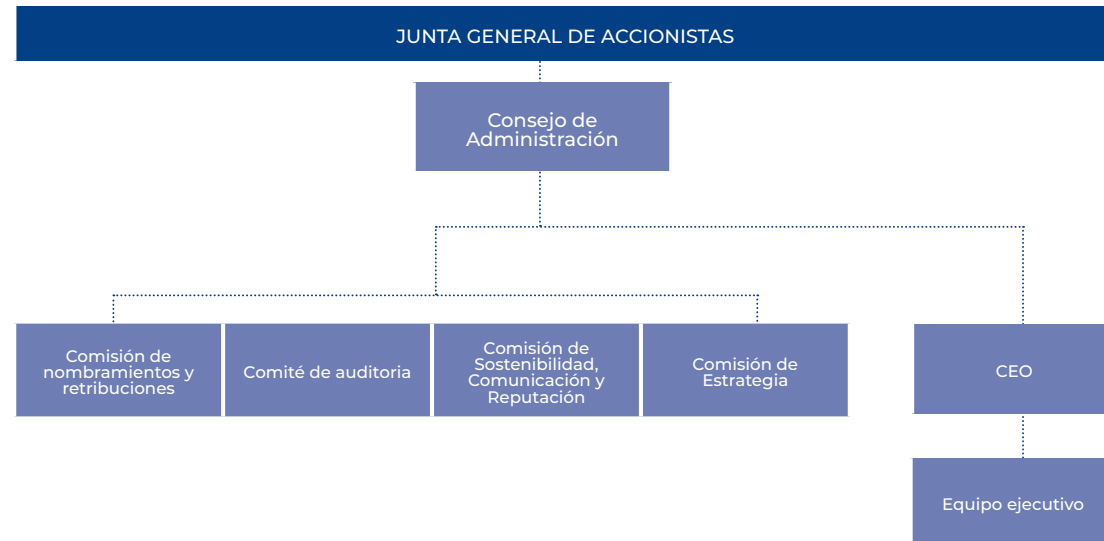 JUNTA GENERAL DE ACCIONISTAS
Consejo de
Administración
Comisión de
nombramientos y
retribuciones
Comité de auditoria
Comisión de
Sostenibilidad,
Comunicación y
Reputación
Comisión de
Estrategia
CEO
Equipo ejecutivo